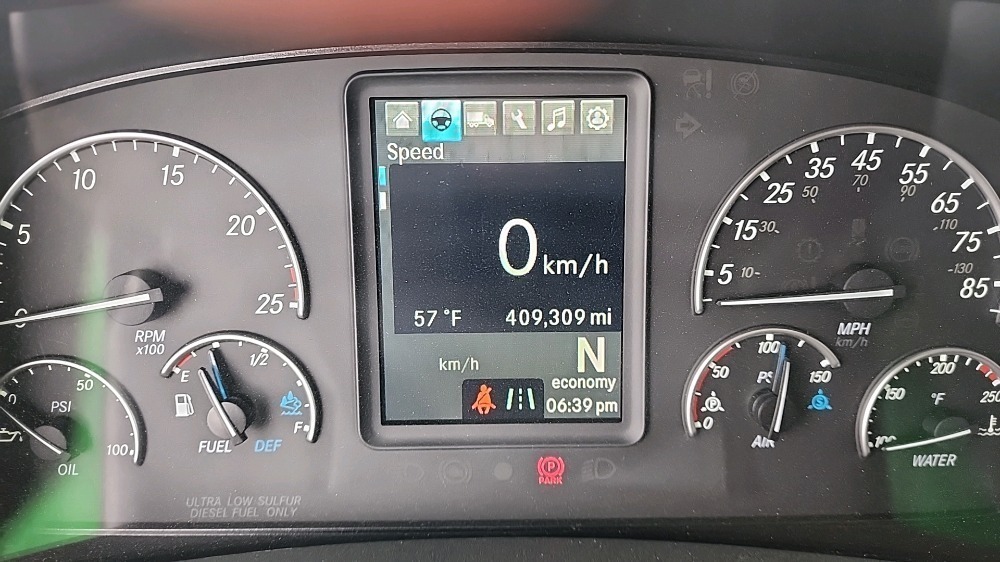 Speed
0 km/h
57 °F 409,309 mi
km/h N
economy
06:39 pm
0 5 10 15 20 25
RPM
x100
5 15 25 35 45 55 65 75 85
10 30 50 70 90 110 130
MPH
km/h
0 50 100
PSI
OIL
E 1/2 F
FUEL DEF
0 50 100 150
PSI
AIR
100 150 200 250
°F
WATER
P
PARK
ULTRA LOW SULFUR
DIESEL FUEL ONLY